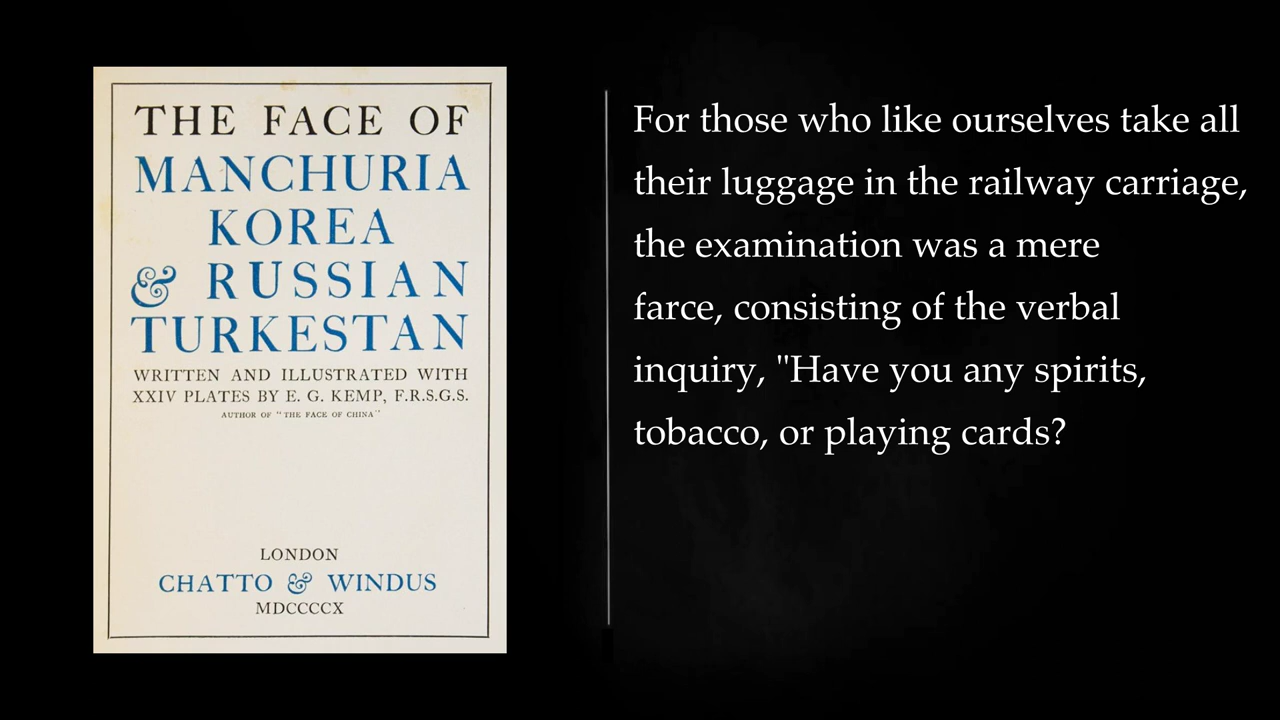 THE FACE OF
MANCHURIA
KOREA
& RUSSIAN
TURKESTAN
WRITTEN AND ILLUSTRATED WITH
XXIV PLATES BY E. G. KEMP, F.R.S.G.S.
AUTHOR OF "THE FACE OF CHINA"
LONDON
CHATTO & WINDUS
MDCCCCX
For those who like ourselves take all
their luggage in the railway carriage,
the examination was a mere
farce, consisting of the verbal
inquiry, "Have you any spirits,
tobacco, or playing cards?